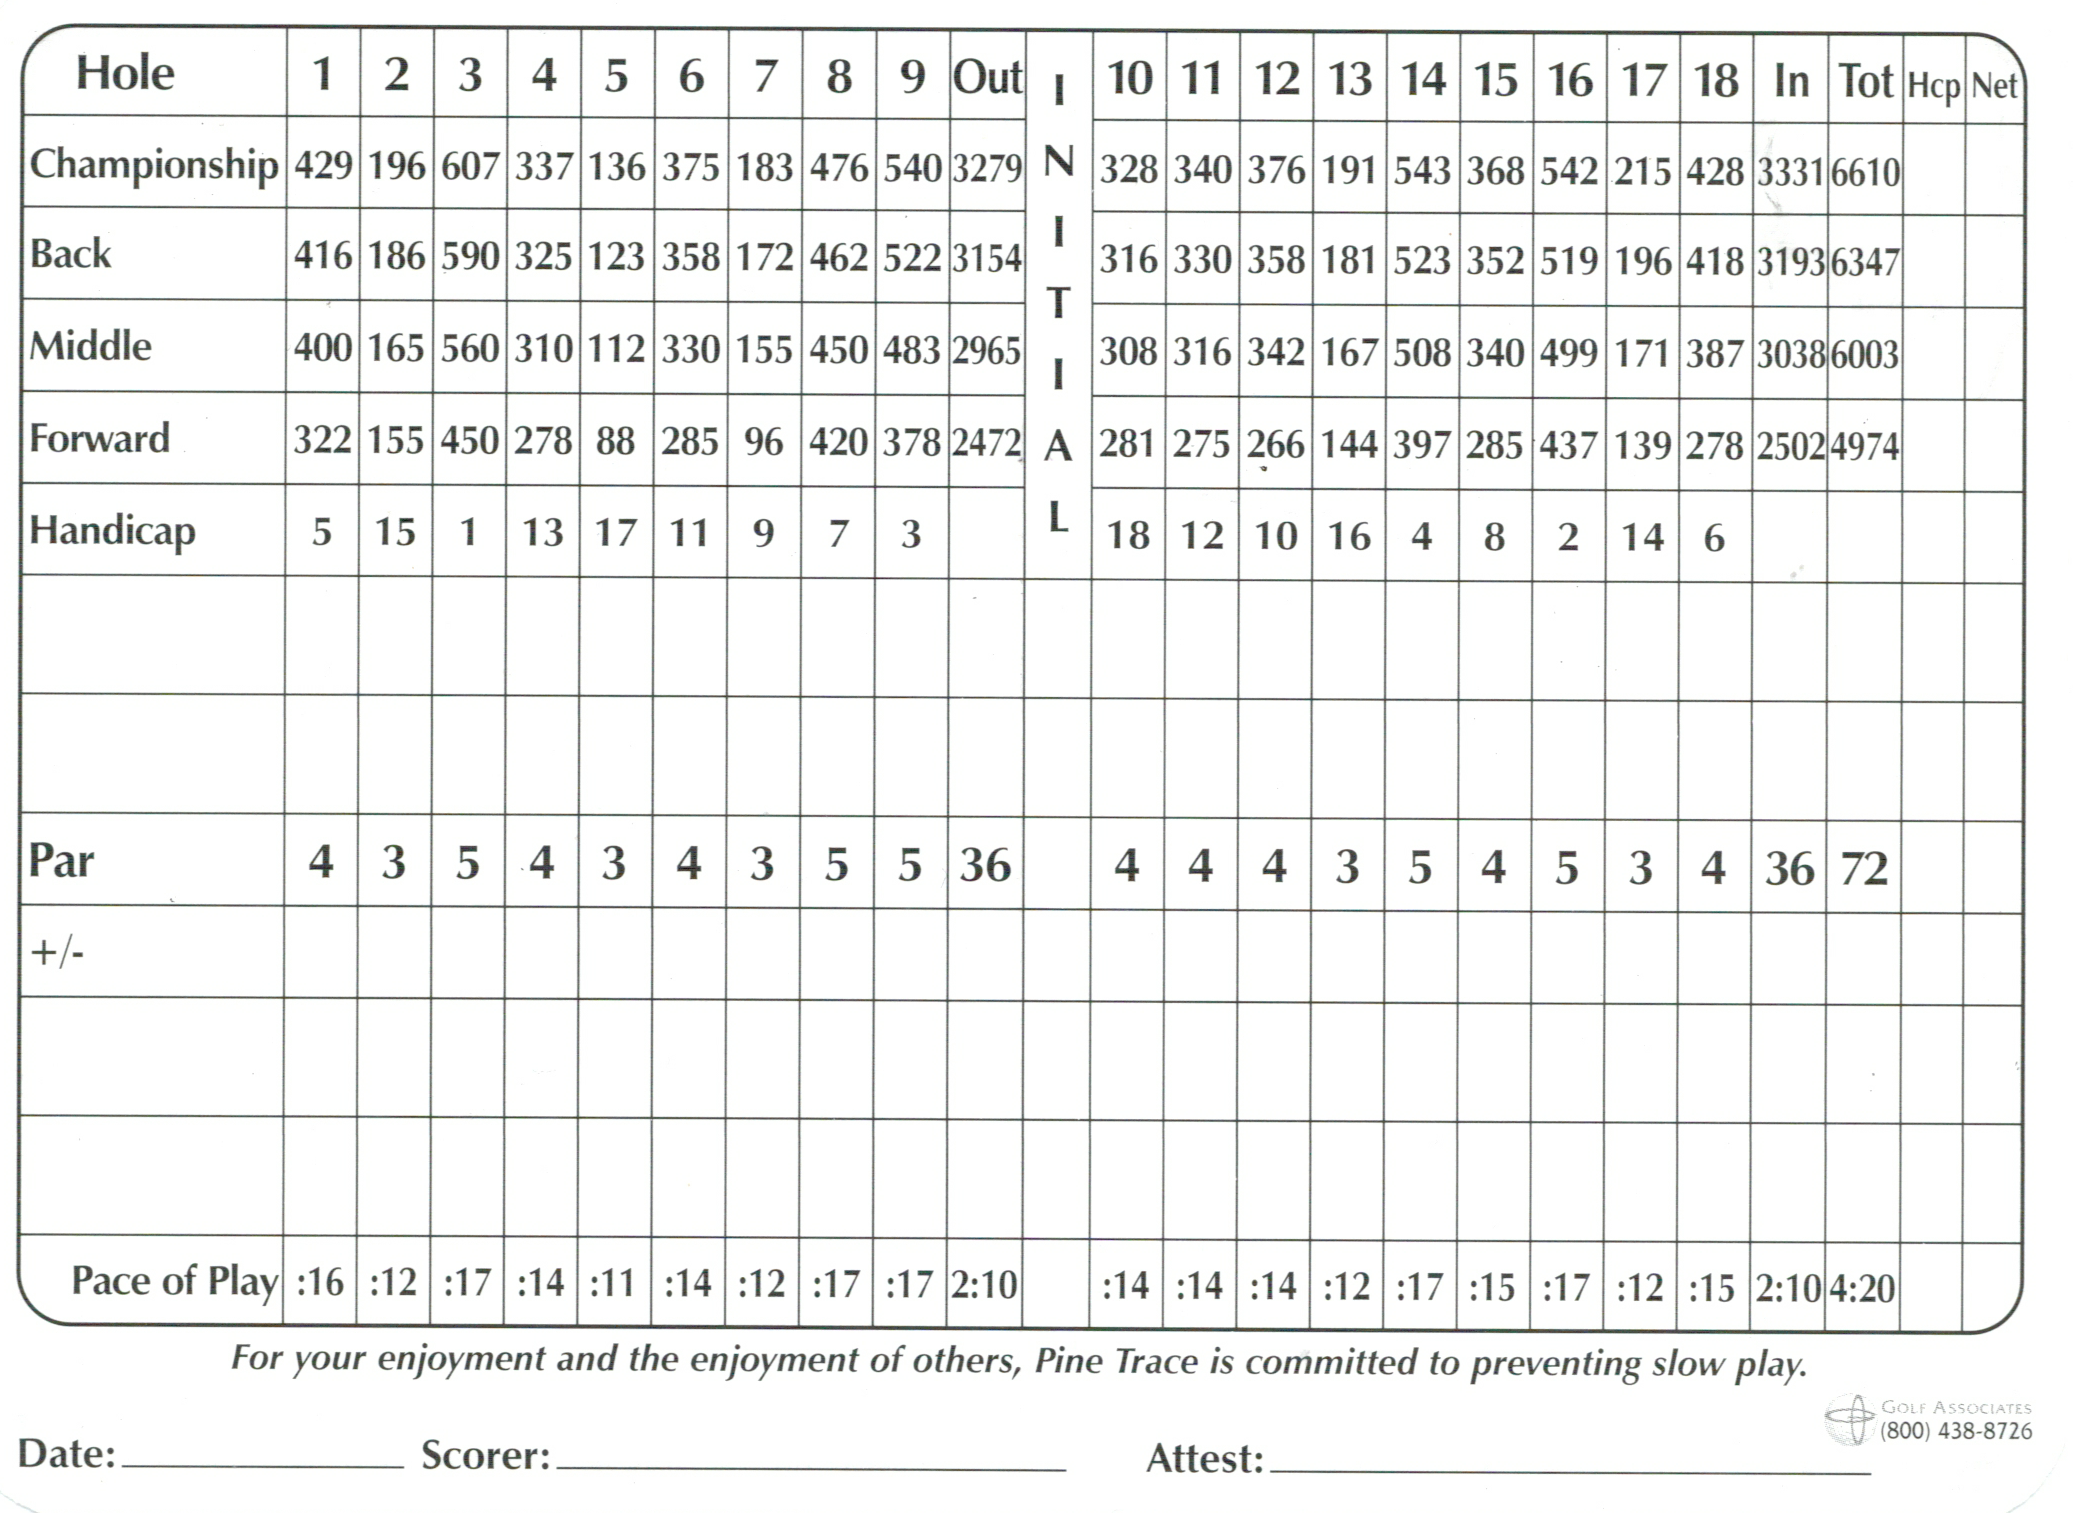 Hole 1 2 3 4 5 6 7 8 9 Out INITIAL 10 11 12 13 14 15 16 17 18 In Tot Hcp Net
Championship 429 196 607 337 136 375 183 476 540 3279 328 340 376 191 543 368 542 215 428 3331 6610
Back 416 186 590 325 123 358 172 462 522 3154 316 330 358 181 523 352 519 196 418 3193 6347
Middle 400 165 560 310 112 330 155 450 483 2965 308 316 342 167 508 340 499 171 387 3038 6003
Forward 322 155 450 278 88 285 96 420 378 2472 281 275 266 144 397 285 437 139 278 2502 4974
Handicap 5 15 1 13 17 11 9 7 3 18 12 10 16 4 8 2 14 6
Par 4 3 5 4 3 4 3 5 5 36 4 4 4 3 5 4 5 3 4 36 72
+/-
Pace of Play :16 :12 :17 :14 :11 :14 :12 :17 :17 2:10 :14 :14 :14 :12 :17 :15 :17 :12 :15 2:10 4:20
For your enjoyment and the enjoyment of others, Pine Trace is committed to preventing slow play.
GOLF ASSOCIATES
(800) 438-8726
Date: Scorer: Attest: